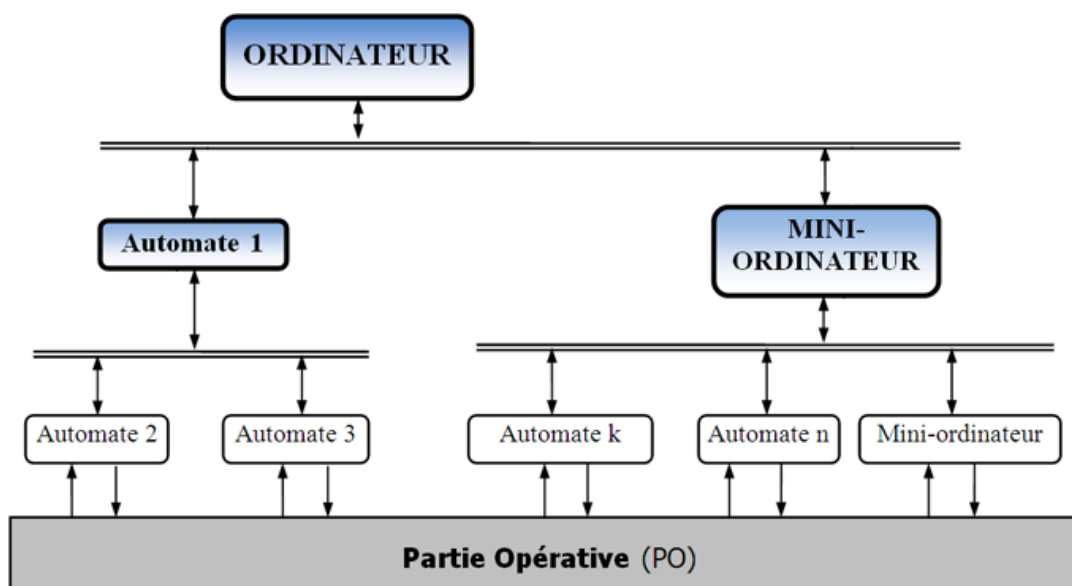 ORDINATEUR
Automate 1
MINI-
ORDINATEUR
Automate 2
Automate 3
Automate k
Automate n
Mini-ordinateur
Partie Opérative (PO)